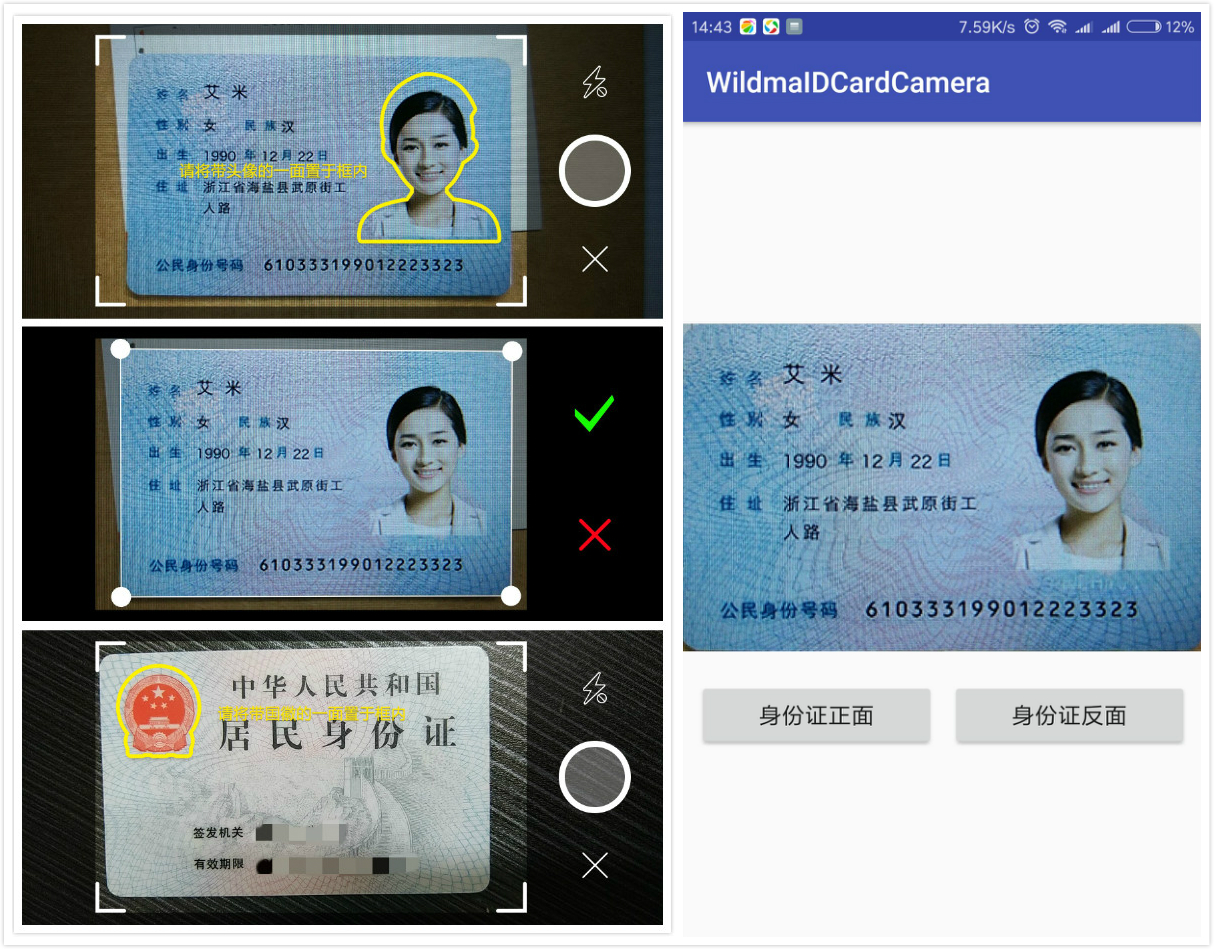 姓名 艾米
性别 女 民族 汉
出生 1990 年 12 月 22 日
请将带头像的一面置于框内
住址 浙江省海盐县武原街工
人路
公民身份号码 610333199012223323
姓名 艾米
性别 女 民族 汉
出生 1990 年 12 月 22 日
住址 浙江省海盐县武原街工
人路
公民身份号码 610333199012223323
中华人民共和国
请将带国徽的一面置于框内
居民身份证
签发机关
有效期限
14:43 7.59K/s 12%
WildmaIDCardCamera
姓名 艾米
性别 女 民族 汉
出生 1990 年 12 月 22 日
住址 浙江省海盐县武原街工
人路
公民身份号码 610333199012223323
身份证正面 身份证反面